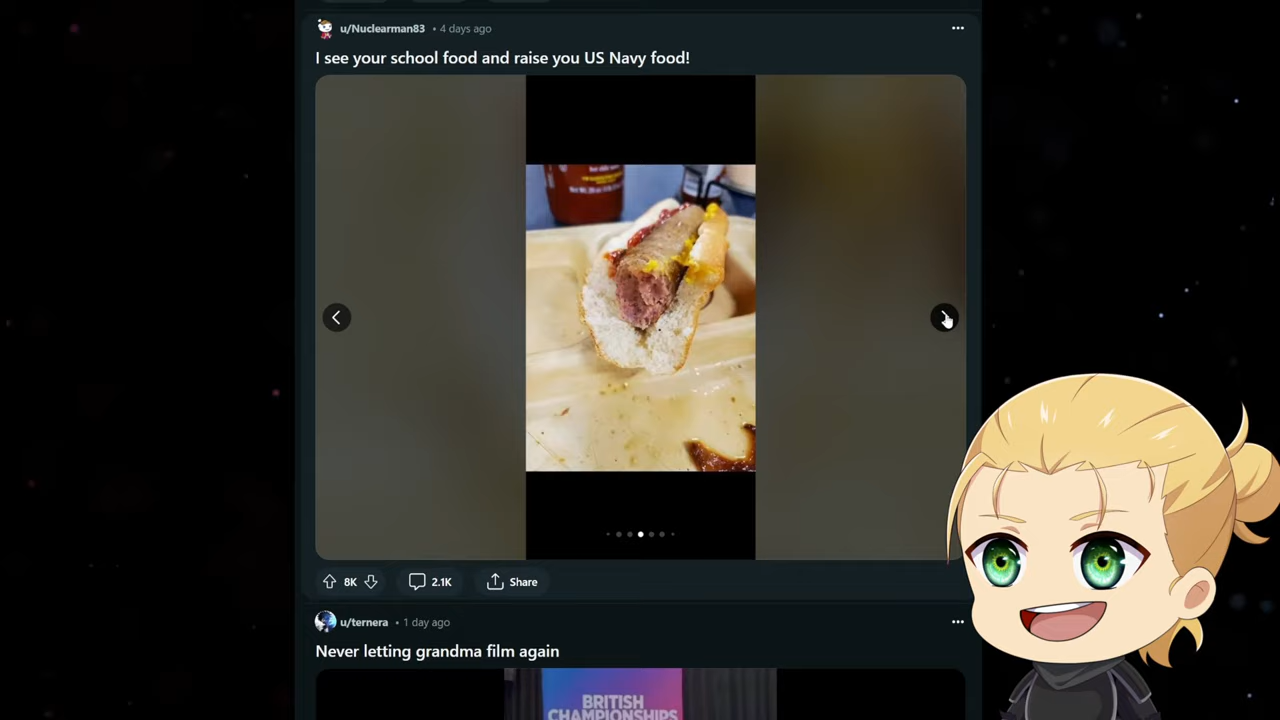 u/Nuclearman83 • 4 days ago
I see your school food and raise you US Navy food!
8K
2.1K
Share
u/ternera • 1 day ago
Never letting grandma film again
BRITISH
CHAMPIONSHIPS